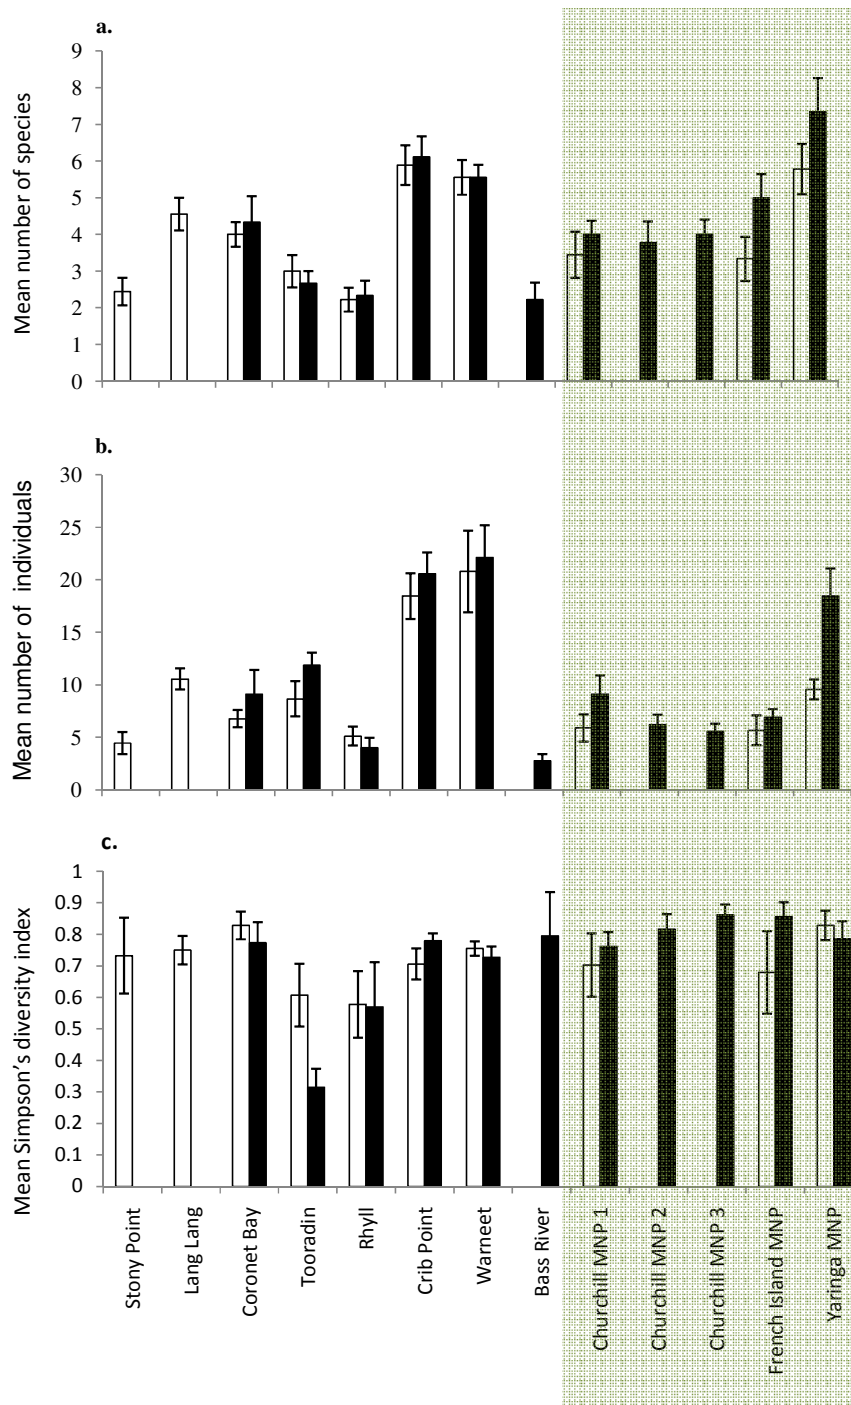 a.
Mean number of species
9
8
7
6
5
4
3
2
1
0
b.
Mean number of individuals
30
25
20
15
10
5
0
c.
Mean Simpson's diversity index
1
0.9
0.8
0.7
0.6
0.5
0.4
0.3
0.2
0.1
0
Stony Point
Lang Lang
Coronet Bay
Tooradin
Rhyll
Crib Point
Warneet
Bass River
Churchill MNP 1
Churchill MNP 2
Churchill MNP 3
French Island MNP
Yaringa MNP